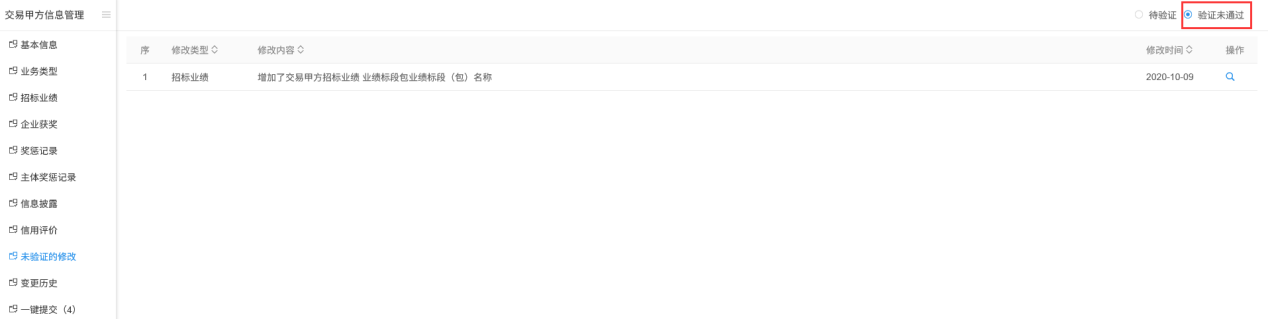 交易甲方信息管理
待验证 验证未通过
基本信息
业务类型
招标业绩
企业获奖
奖惩记录
主体奖惩记录
信息披露
信用评价
未验证的修改
变更历史
一键提交（4）
序 修改类型 修改内容 修改时间 操作
1 招标业绩 增加了交易甲方招标业绩 业绩标段包业绩标段（包）名称 2020-10-09